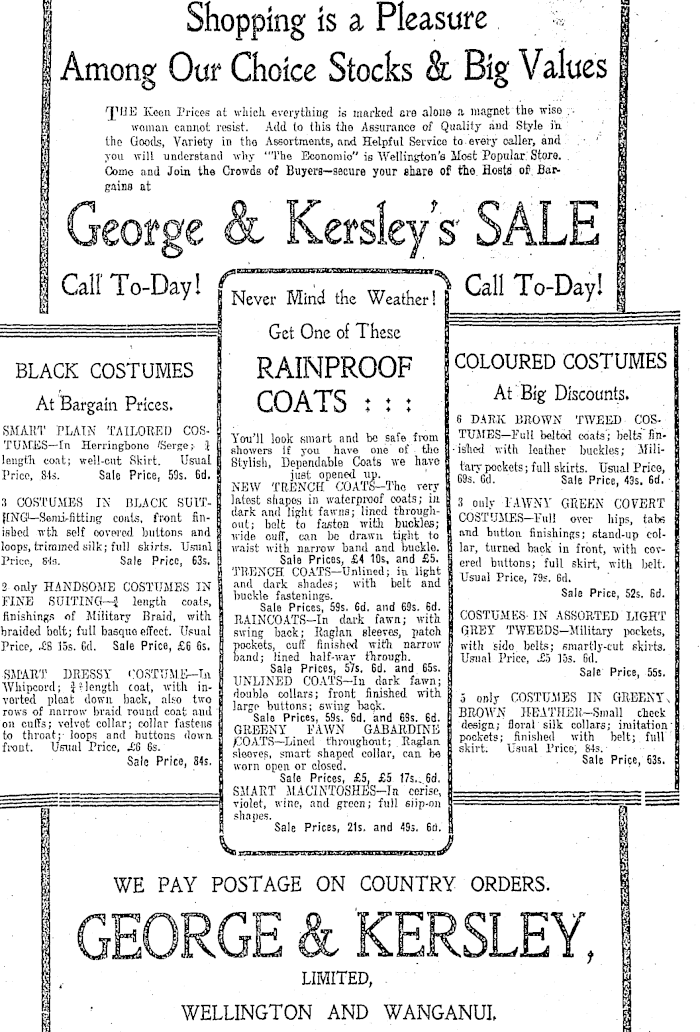 Shopping is a Pleasure
Among Our Choice Stocks & Big Values
THE Keen Prices at which everything is marked are alone a magnet the wise
woman cannot resist. Add to this the Assurance of Quality and Style in
the Goods, Variety in the Assortments, and Helpful Service to every caller, and
you will understand why "The Economic" is Wellington's Most Popular Store.
Come and Join the Crowds of Buyers—secure your share of the Hosts of Bar-
gains at
George & Kersley's SALE
Call To-Day!
Call To-Day!
BLACK COSTUMES
At Bargain Prices.
SMART PLAIN TAILORED COS-
TUMES—In Herringbone Serge; ¾
length coat; well-cut Skirt. Usual
Price, 84s. Sale Price, 59s. 6d.
3 COSTUMES IN BLACK SUIT-
ING—Semi-fitting coats, front fin-
ished wth self covered buttons and
loops, trimmed silk; full skirts. Usual
Price, 84s. Sale Price, 63s.
2 only HANDSOME COSTUMES IN
FINE SUITING—¾ length coats,
finishings of Military Braid, with
braided belt; full basque effect. Usual
Price, £8 15s. 6d. Sale Price, £6 6s.
SMART DRESSY COSTUME—In
Whipcord; ¾ length coat, with in-
verted pleat down back, also two
rows of narrow braid round coat and
on cuffs; velvet collar; collar fastens
to throat; loops and buttons down
front. Usual Price, £6 6s.
Sale Price, 84s.
Never Mind the Weather!
Get One of These
RAINPROOF
COATS : : :
You'll look smart and be safe from
showers if you have one of the
Stylish, Dependable Coats we have
just opened up.
NEW TRENCH COATS—The very
latest shapes in waterproof coats; in
dark and light fawns; lined through-
out; belt to fasten with buckles;
wide cuff, can be drawn tight to
waist with narrow band and buckle.
Sale Prices, £4 10s, and £5.
TRENCH COATS—Unlined; in light
and dark shades; with belt and
buckle fastenings.
Sale Prices, 59s. 6d. and 69s. 6d.
RAINCOATS—In dark fawn; with
swing back; Raglan sleeves, patch
pockets, cuff finished with narrow
band; lined half-way through.
Sale Prices, 57s. 6d. and 65s.
UNLINED COATS—In dark fawn;
double collars; front finished with
large buttons; swing back.
Sale Prices, 59s. 6d. and 69s. 6d.
GREENY FAWN GABARDINE
COATS—Lined throughout; Raglan
sleeves, smart shaped collar, can be
worn open or closed.
Sale Prices, £5, £5 17s. 6d.
SMART MACINTOSHES—In cerise,
violet, wine, and green; full slip-on
shapes.
Sale Prices, 21s. and 49s. 6d.
COLOURED COSTUMES
At Big Discounts.
6 DARK BROWN TWEED COS-
TUMES—Full belted coats; belts fin-
ished with leather buckles; Mili-
tary pockets; full skirts. Usual Price,
69s. 6d. Sale Price, 49s. 6d.
3 only FAWNY GREEN COVERT
COSTUMES—Full over hips, tabs
and button finishings; stand-up col-
lar, turned back in front, with cov-
ered buttons; full skirt, with belt.
Usual Price, 79s. 6d.
Sale Price, 52s. 6d.
COSTUMES IN ASSORTED LIGHT
GREY TWEEDS—Military pockets,
with side belts; smartly-cut skirts.
Usual Price, £5 15s. 6d.
Sale Price, 55s.
5 only COSTUMES IN GREENY
BROWN HEATHER—Small check
design; floral silk collars; imitation
pockets; finished with belt; full
skirt. Usual Price, 84s.
Sale Price, 63s.
WE PAY POSTAGE ON COUNTRY ORDERS.
GEORGE & KERSLEY,
LIMITED,
WELLINGTON AND WANGANUI.